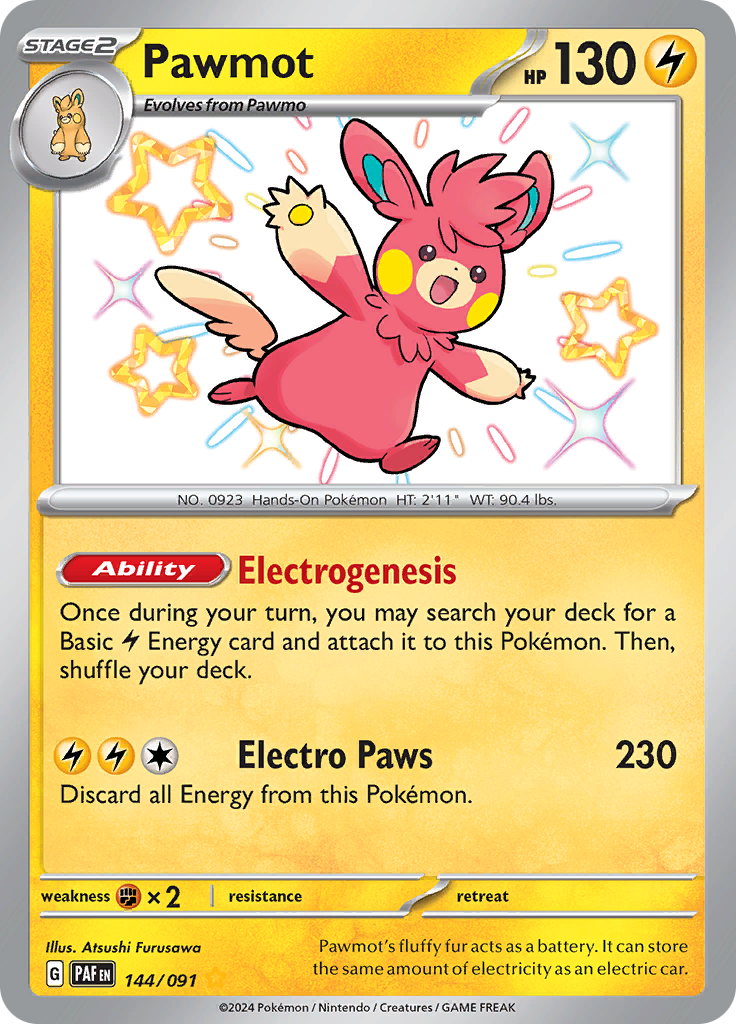 STAGE2
Pawmot
HP 130
Evolves from Pawmo
NO. 0923 Hands-On Pokémon HT: 2'11" WT: 90.4 lbs.
Ability Electrogenesis
Once during your turn, you may search your deck for a
Basic Energy card and attach it to this Pokémon. Then,
shuffle your deck.
Electro Paws 230
Discard all Energy from this Pokémon.
weakness ×2 resistance retreat
Illus. Atsushi Furusawa
G PAF EN 144/091
Pawmot's fluffy fur acts as a battery. It can store
the same amount of electricity as an electric car.
©2024 Pokémon / Nintendo / Creatures / GAME FREAK